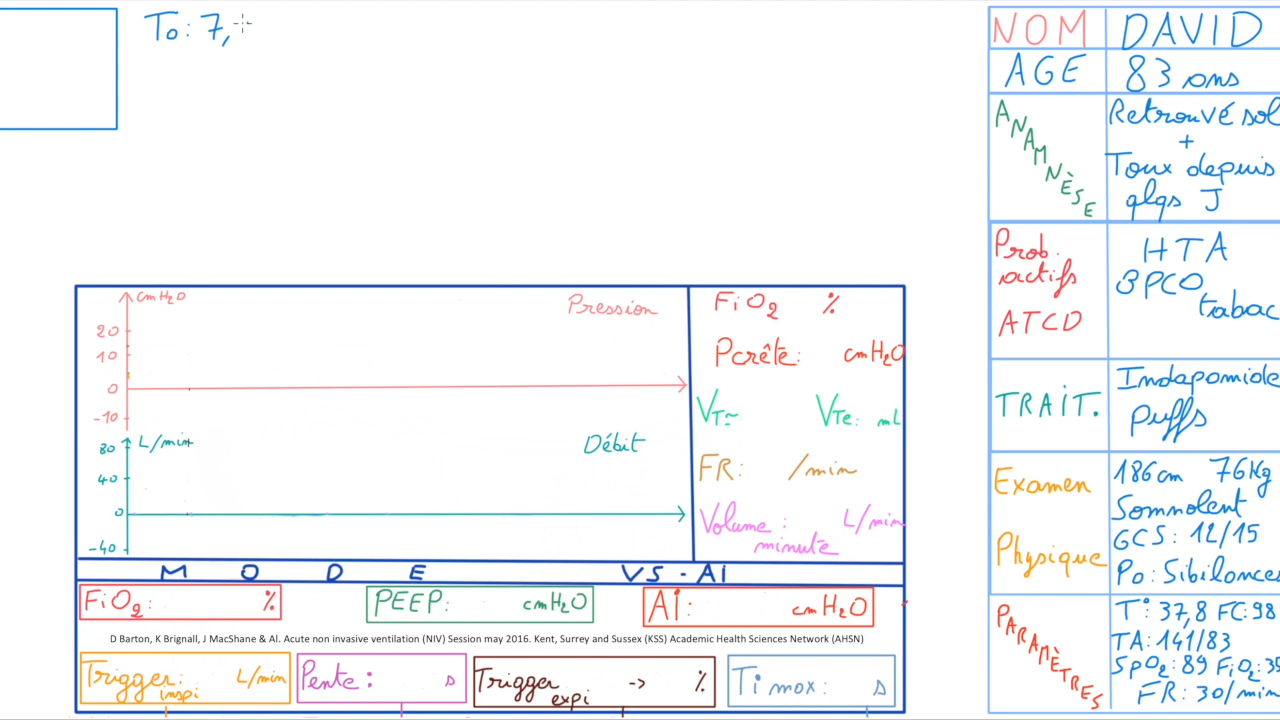 To: 7,
NOM DAVID
AGE 83 ans
ANAMNÈSE
Retrouvé sol
+
Toux depuis
qlqs J
Prob.
actifs
ATCD
HTA
BPCO
tabac
TRAIT.
Indapamide
Puffs
Examen
Physique
186cm 76Kg
Somnolent
GCS: 12/15
Po: Sibilances
PARAMÈTRES
T°: 37,8 FC:98
TA: 141/83
SpO2: 89 FiO2:35
FR: 30/min
cmH2O
Pression
20
10
0
-10
L/min
Débit
80
40
0
-40
FiO2 %
Pcrête: cmH2O
VTe: mL
FR: /min
Volume: L/min
minute
MODE VS-AI
FiO2: %
PEEP: cmH2O
AI: cmH2O
D Barton, K Brignall, J MacShane & Al. Acute non invasive ventilation (NIV) Session may 2016. Kent, Surrey and Sussex (KSS) Academic Health Sciences Network (AHSN)
Trigger: L/min
inspi
Pente: s
Trigger -> %
expi
Ti max: s